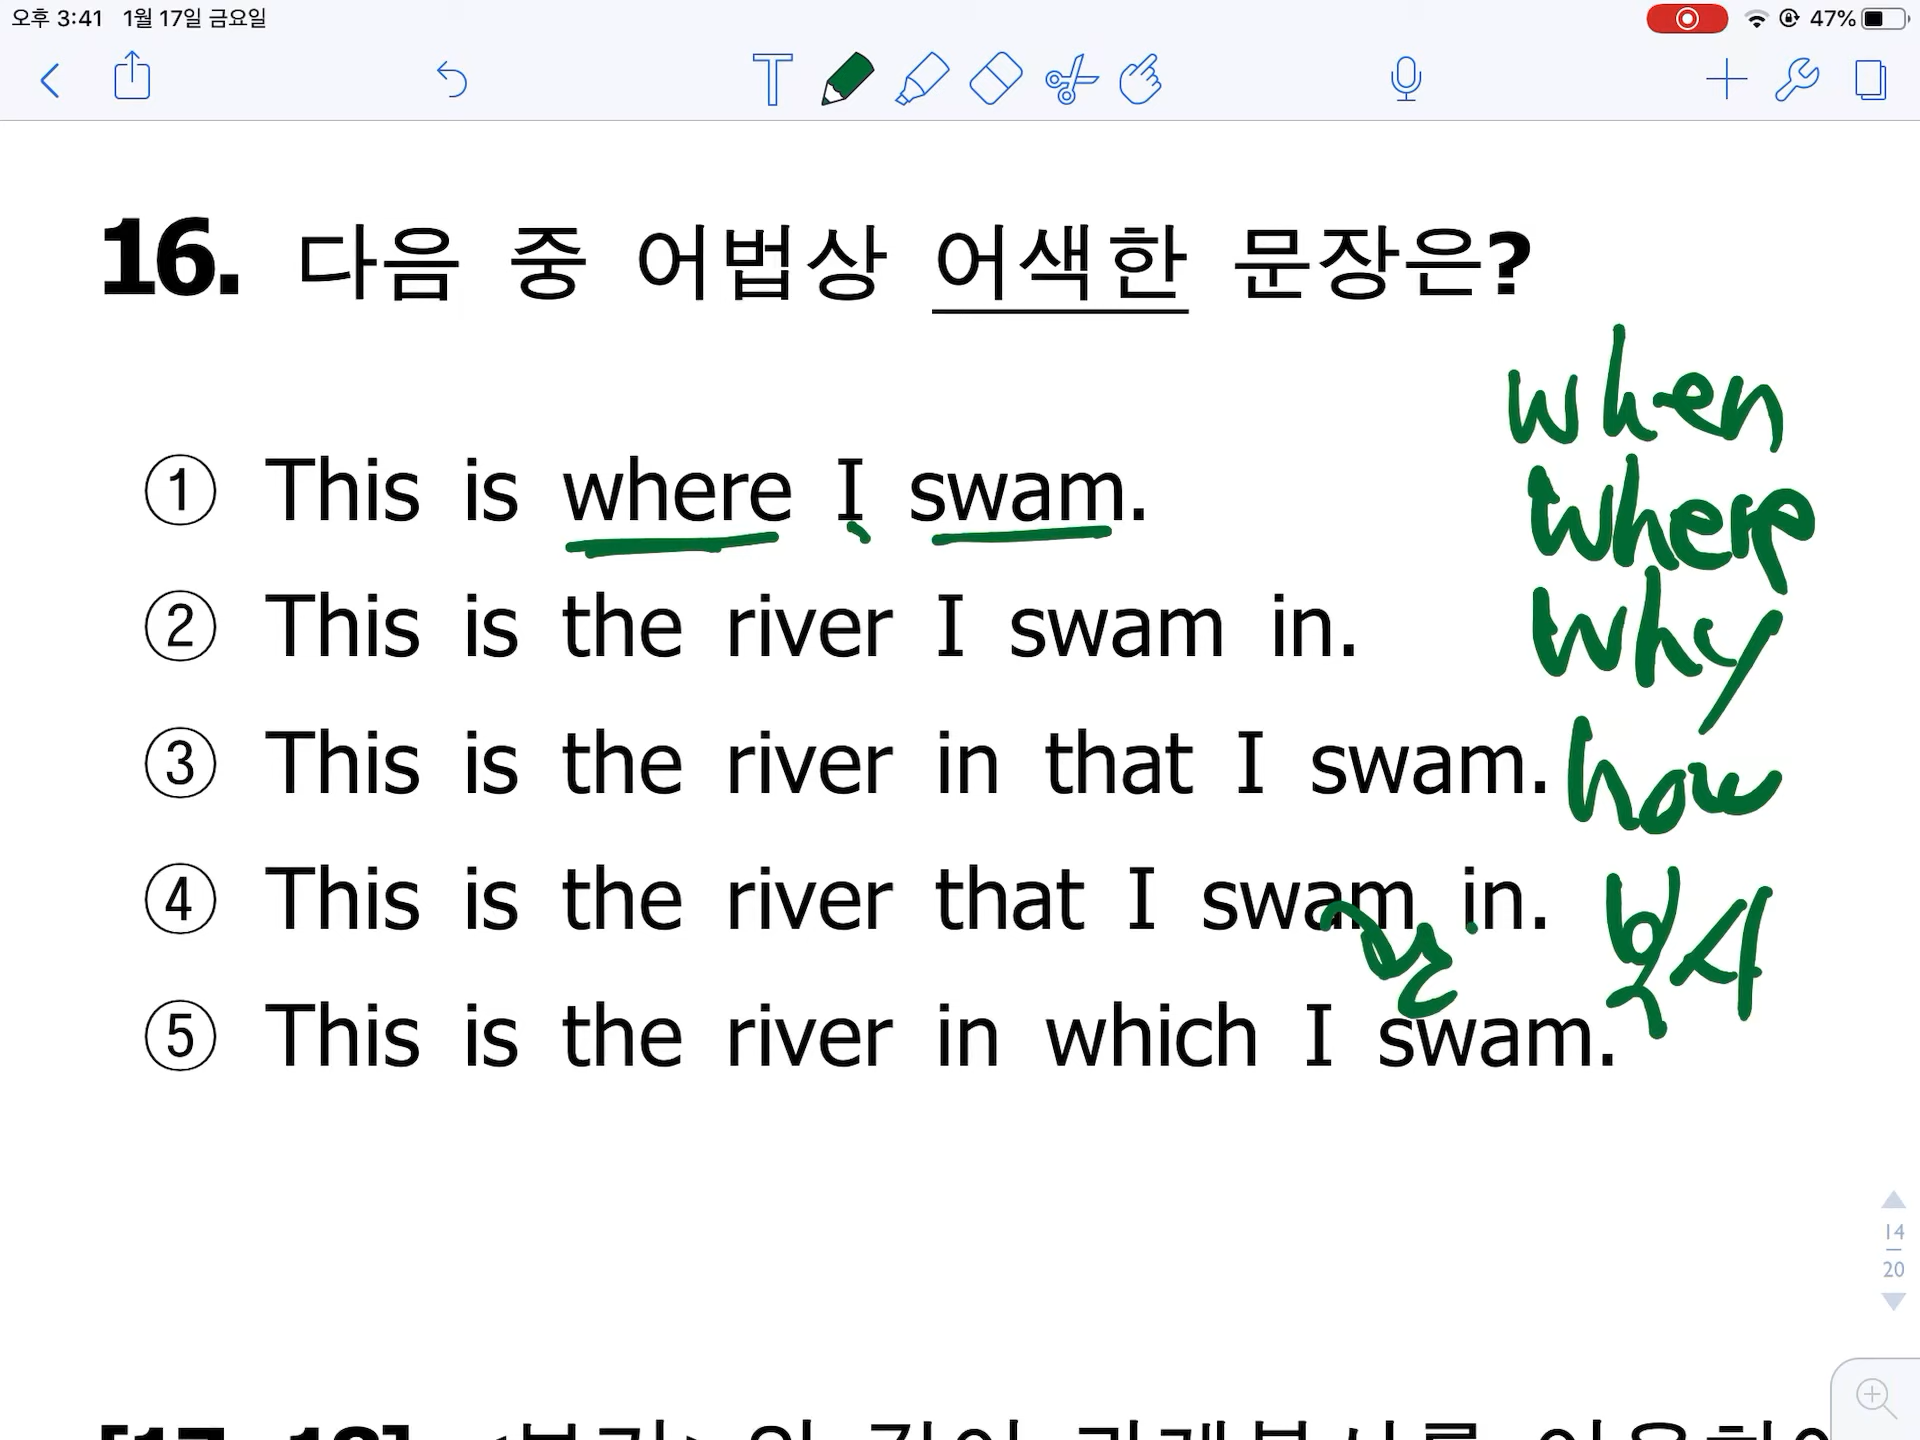 오후 3:41 1월 17일 금요일 47%
16. 다음 중 어법상 어색한 문장은?
when
① This is where I swam.
where
② This is the river I swam in.
why
③ This is the river in that I swam.
how
④ This is the river that I swam in.
⑤ This is the river in which I swam.
14
20